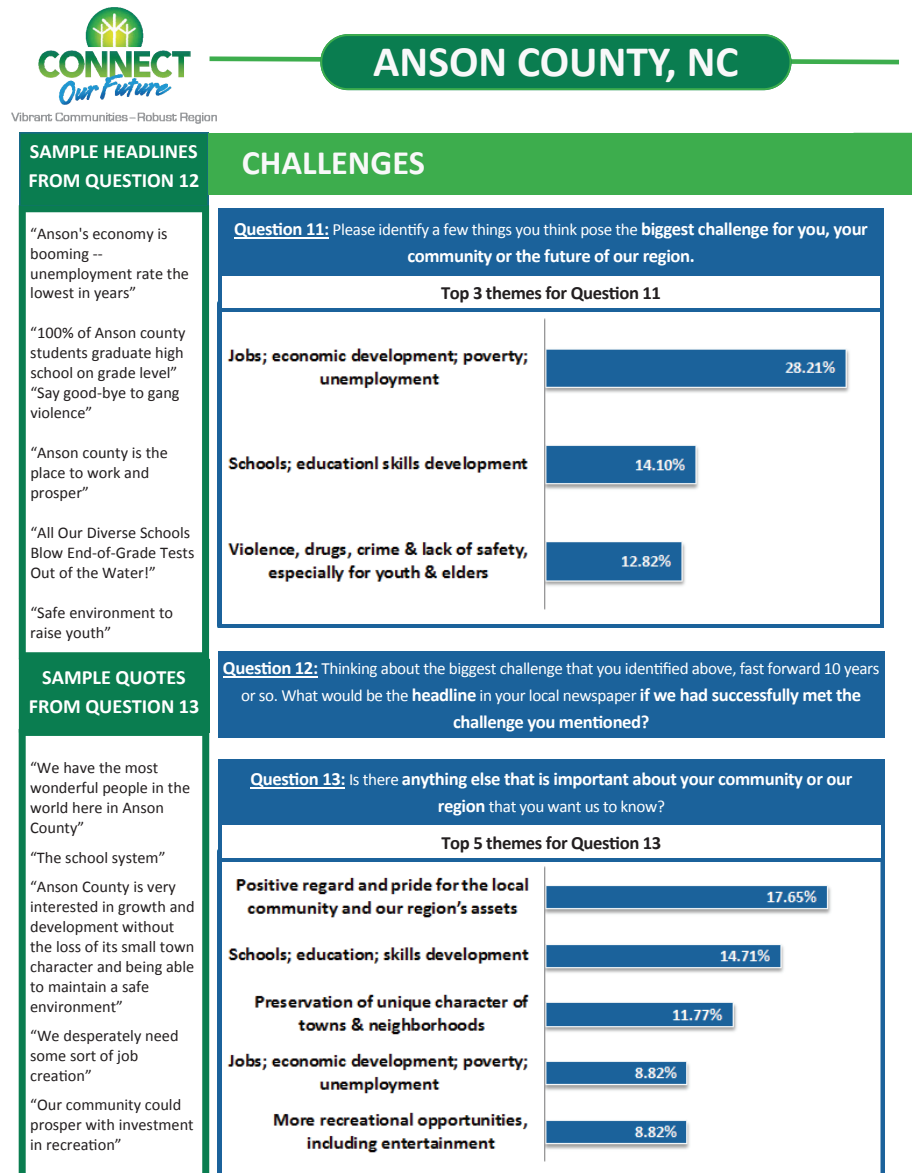 CONNECT
Our Future
Vibrant Communities – Robust Region
ANSON COUNTY, NC
SAMPLE HEADLINES
FROM QUESTION 12
“Anson's economy is
booming --
unemployment rate the
lowest in years”
“100% of Anson county
students graduate high
school on grade level”
“Say good-bye to gang
violence”
“Anson county is the
place to work and
prosper”
“All Our Diverse Schools
Blow End-of-Grade Tests
Out of the Water!”
“Safe environment to
raise youth”
SAMPLE QUOTES
FROM QUESTION 13
“We have the most
wonderful people in the
world here in Anson
County”
“The school system”
“Anson County is very
interested in growth and
development without
the loss of its small town
character and being able
to maintain a safe
environment”
“We desperately need
some sort of job
creation”
“Our community could
prosper with investment
in recreation”
CHALLENGES
Question 11: Please identify a few things you think pose the biggest challenge for you, your
community or the future of our region.
Top 3 themes for Question 11
Jobs; economic development; poverty;
unemployment
28.21%
Schools; educationl skills development
14.10%
Violence, drugs, crime & lack of safety,
especially for youth & elders
12.82%
Question 12: Thinking about the biggest challenge that you identified above, fast forward 10 years
or so. What would be the headline in your local newspaper if we had successfully met the
challenge you mentioned?
Question 13: Is there anything else that is important about your community or our
region that you want us to know?
Top 5 themes for Question 13
Positive regard and pride for the local
community and our region’s assets
17.65%
Schools; education; skills development
14.71%
Preservation of unique character of
towns & neighborhoods
11.77%
Jobs; economic development; poverty;
unemployment
8.82%
More recreational opportunities,
including entertainment
8.82%